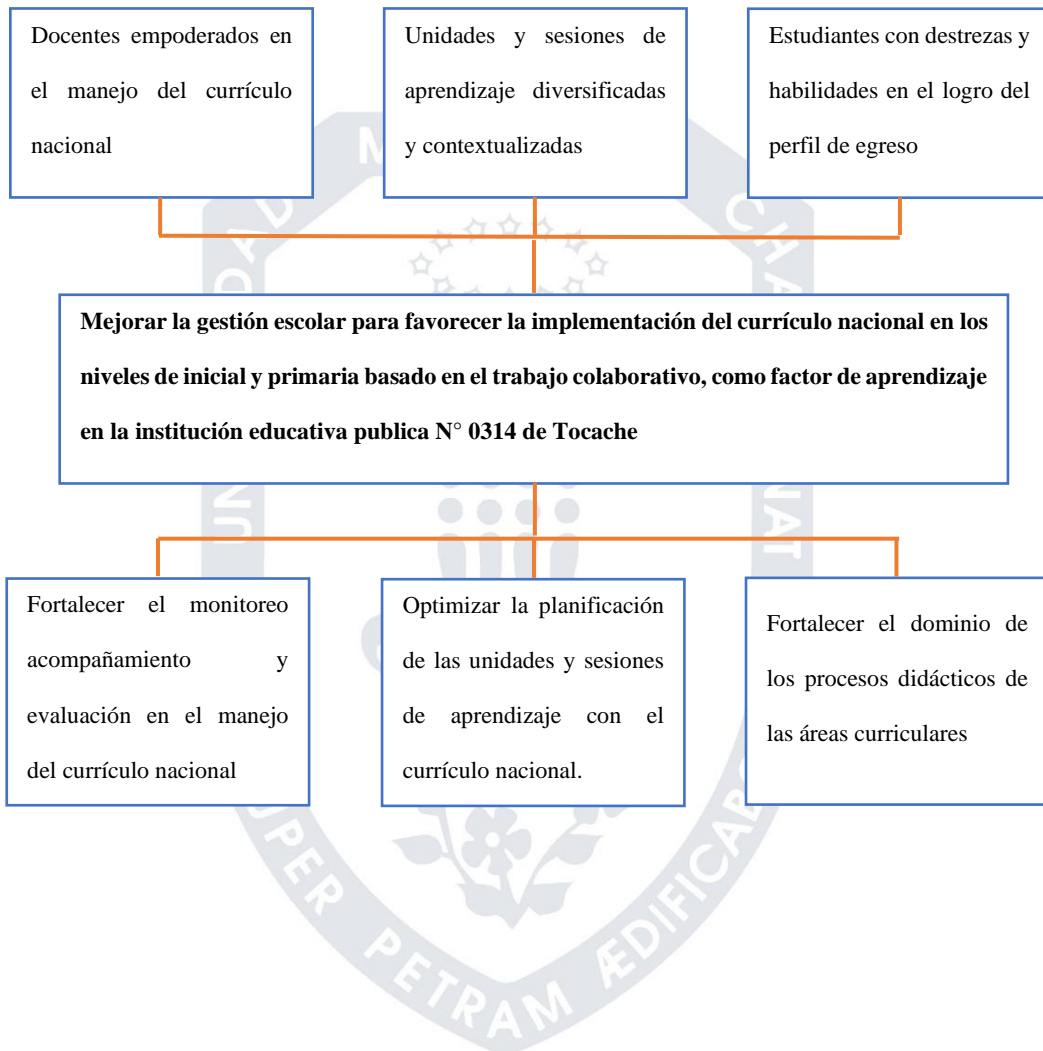 Docentes empoderados en
el manejo del currículo
nacional
Unidades y sesiones de
aprendizaje diversificadas
y contextualizadas
Estudiantes con destrezas y
habilidades en el logro del
perfil de egreso
Mejorar la gestión escolar para favorecer la implementación del currículo nacional en los
niveles de inicial y primaria basado en el trabajo colaborativo, como factor de aprendizaje
en la institución educativa publica N° 0314 de Tocache
Fortalecer el monitoreo
acompañamiento y
evaluación en el manejo
del currículo nacional
Optimizar la planificación
de las unidades y sesiones
de aprendizaje con el
currículo nacional.
Fortalecer el dominio de
los procesos didácticos de
las áreas curriculares
PETRAM